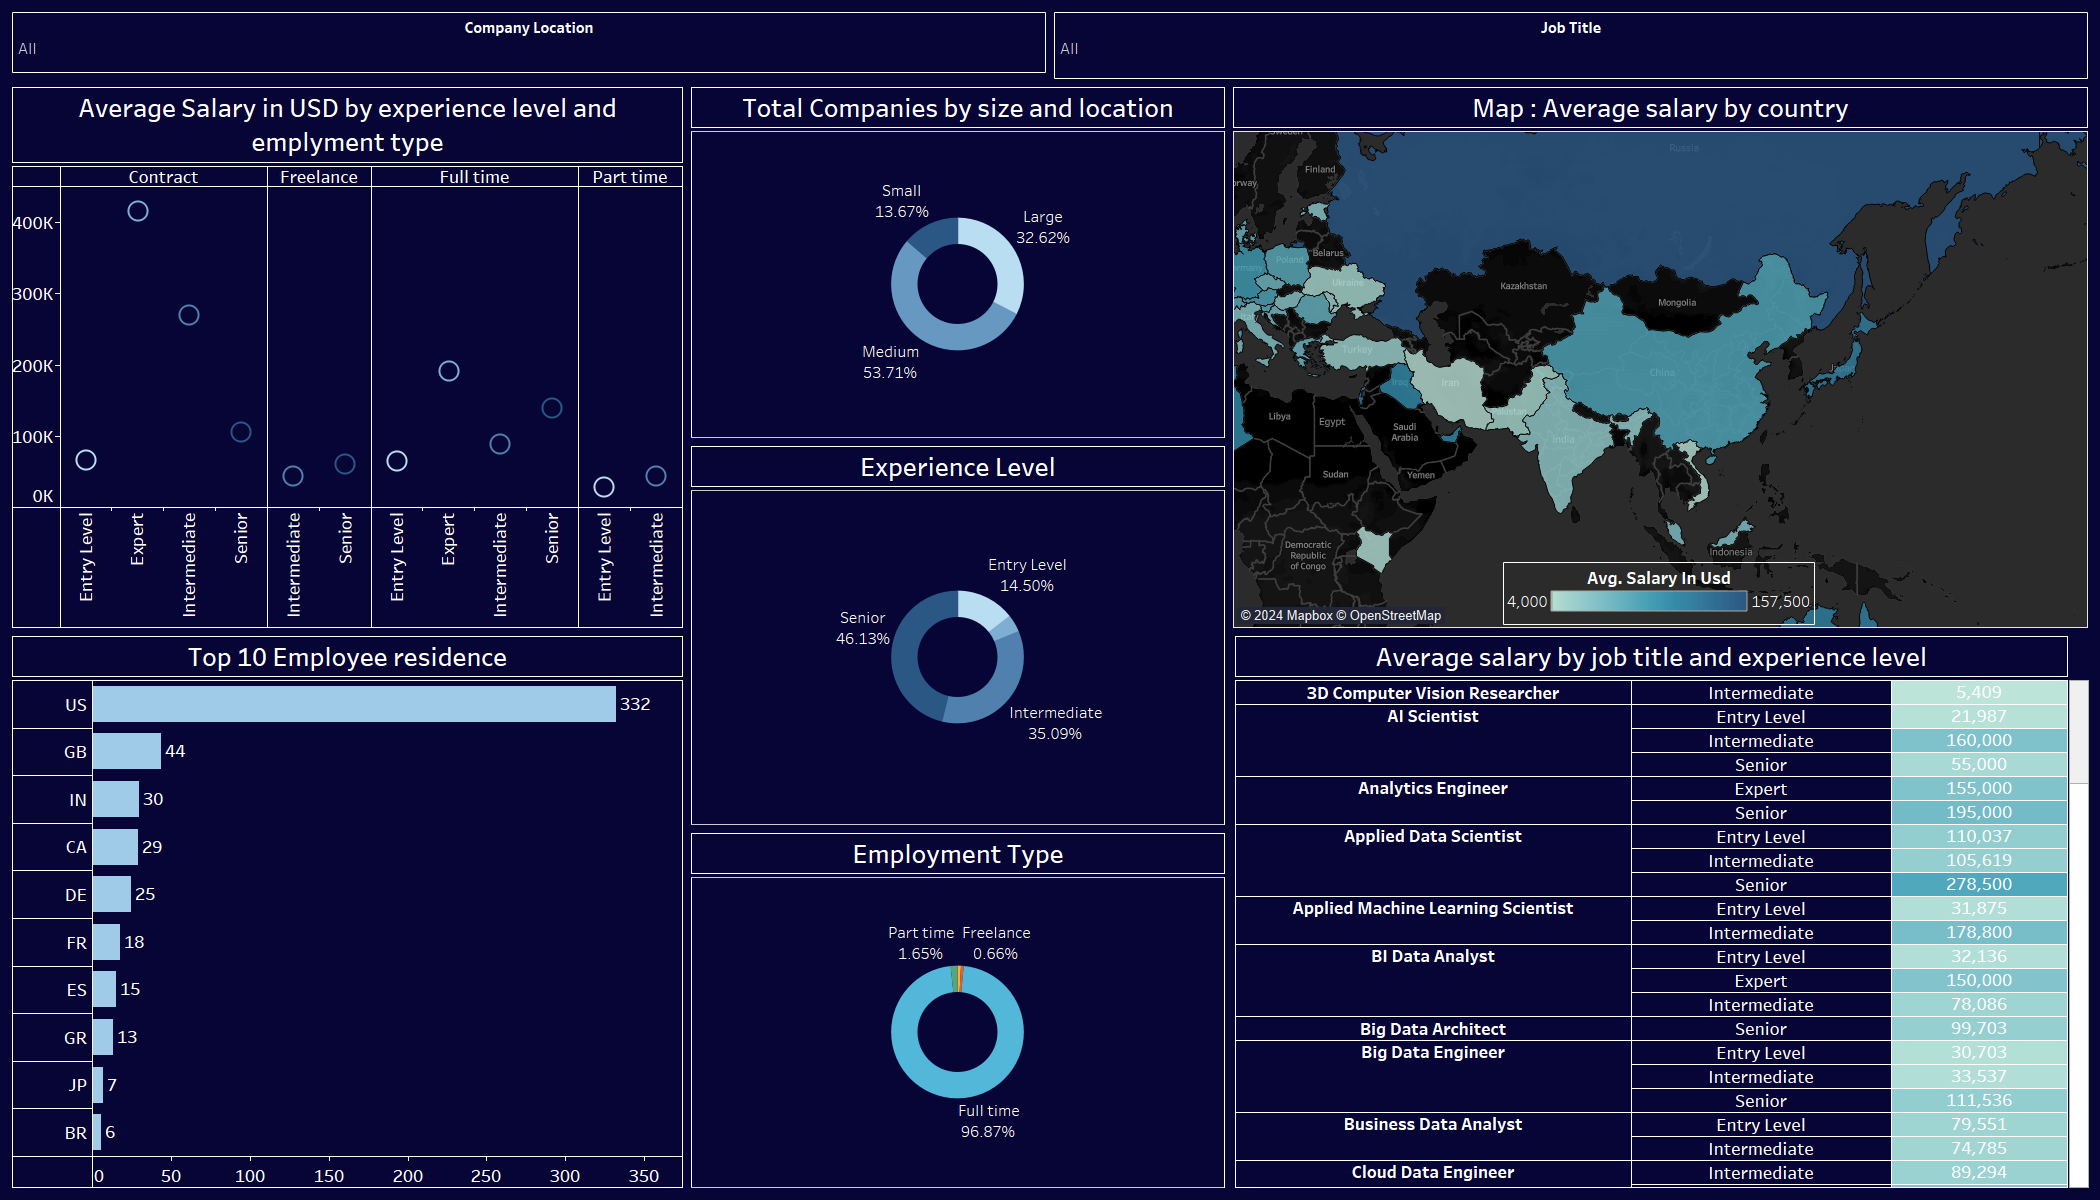 Company Location
All
Job Title
All
Average Salary in USD by experience level and
emplyment type
Contract
Freelance
Full time
Part time
400K
300K
200K
100K
0K
Entry Level
Expert
Intermediate
Senior
Intermediate
Senior
Entry Level
Expert
Intermediate
Senior
Entry Level
Intermediate
Total Companies by size and location
Small
13.67%
Large
32.62%
Medium
53.71%
Experience Level
Entry Level
14.50%
Senior
46.13%
Intermediate
35.09%
Employment Type
Part time
1.65%
Freelance
0.66%
Full time
96.87%
Map : Average salary by country
Sweden
Russia
Finland
orway
Belarus
Poland
ermany
Ukraine
Kazakhstan
Mongolia
Italy
Turkey
China
Japan
Iraq
Iran
Pakistan
Libya
Egypt
Saudi
Arabia
India
Sudan
Yemen
Democratic
Republic
of Congo
Indonesia
Avg. Salary In Usd
4,000
157,500
© 2024 Mapbox © OpenStreetMap
Top 10 Employee residence
US 332
GB 44
IN 30
CA 29
DE 25
FR 18
ES 15
GR 13
JP 7
BR 6
0 50 100 150 200 250 300 350
Average salary by job title and experience level
3D Computer Vision Researcher Intermediate 5,409
AI Scientist Entry Level 21,987
Intermediate 160,000
Senior 55,000
Analytics Engineer Expert 155,000
Senior 195,000
Applied Data Scientist Entry Level 110,037
Intermediate 105,619
Senior 278,500
Applied Machine Learning Scientist Entry Level 31,875
Intermediate 178,800
BI Data Analyst Entry Level 32,136
Expert 150,000
Intermediate 78,086
Big Data Architect Senior 99,703
Big Data Engineer Entry Level 30,703
Intermediate 33,537
Senior 111,536
Business Data Analyst Entry Level 79,551
Intermediate 74,785
Cloud Data Engineer Intermediate 89,294